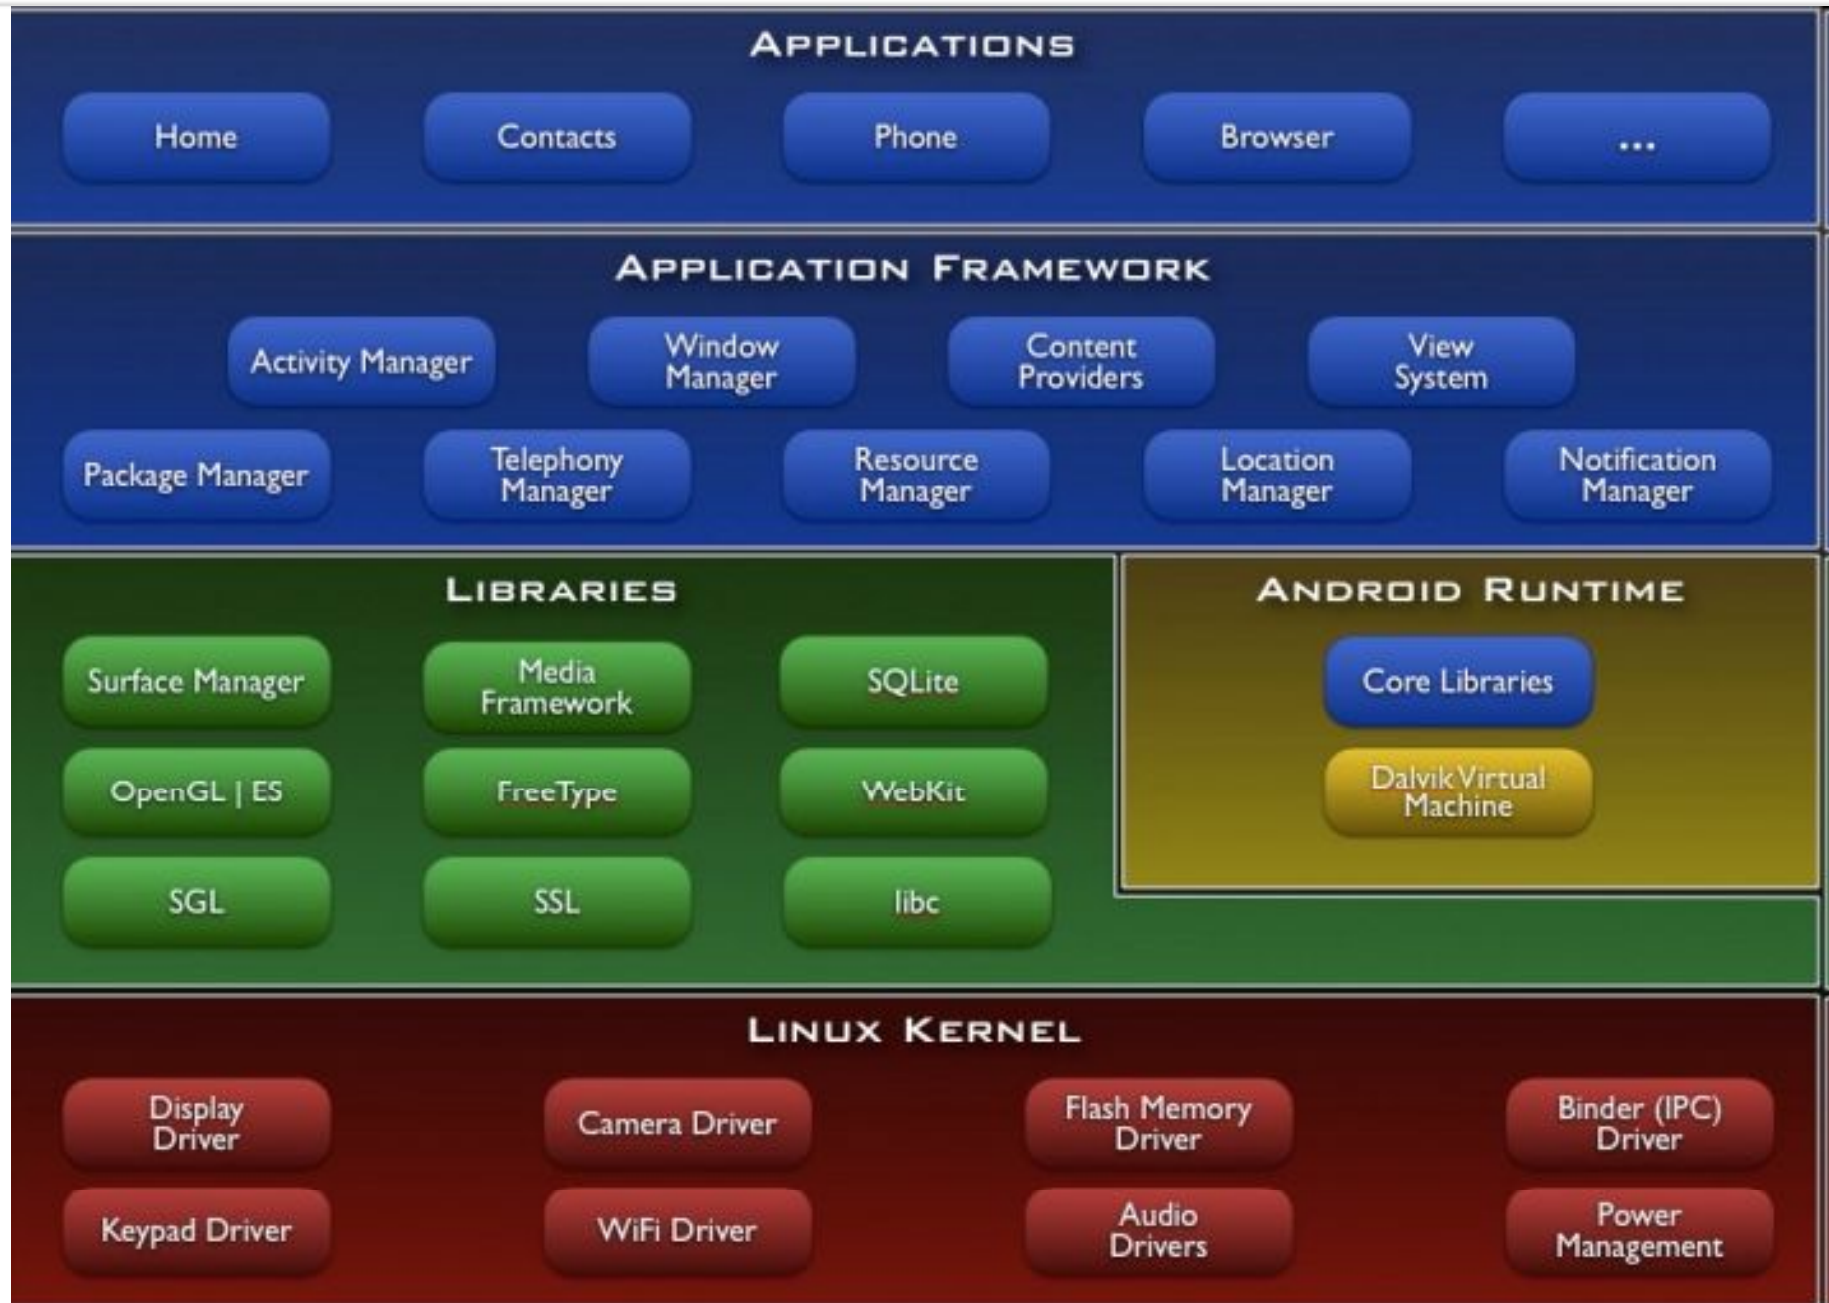 APPLICATIONS
Home
Contacts
Phone
Browser
...
APPLICATION FRAMEWORK
Activity Manager
Window
Manager
Content
Providers
View
System
Package Manager
Telephony
Manager
Resource
Manager
Location
Manager
Notification
Manager
LIBRARIES
Surface Manager
Media
Framework
SQLite
OpenGL | ES
FreeType
WebKit
SGL
SSL
libc
ANDROID RUNTIME
Core Libraries
Dalvik Virtual
Machine
LINUX KERNEL
Display
Driver
Camera Driver
Flash Memory
Driver
Binder (IPC)
Driver
Keypad Driver
WiFi Driver
Audio
Drivers
Power
Management